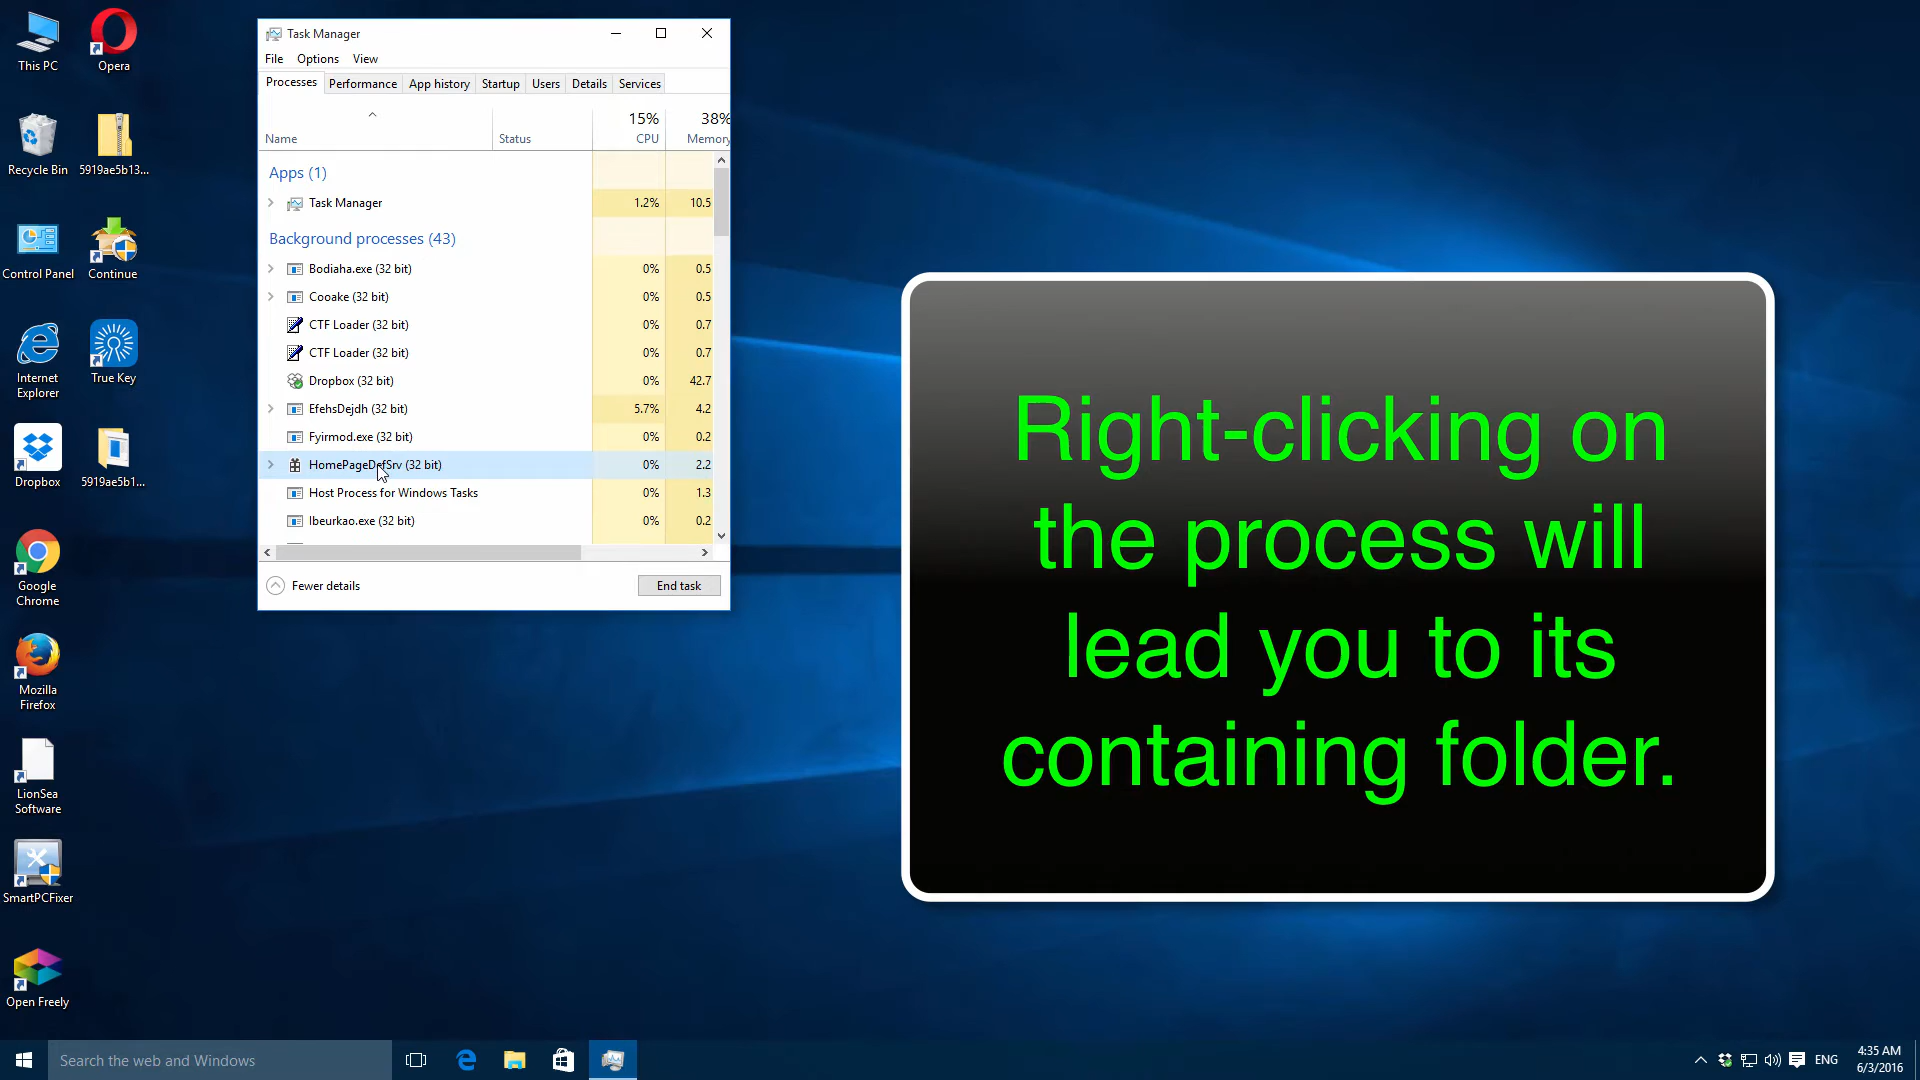 This PC
Opera
Recycle Bin
5919ae5b13...
Control Panel
Continue
Internet
Explorer
True Key
Dropbox
5919ae5b1...
Google
Chrome
Mozilla
Firefox
LionSea
Software
SmartPCFixer
Open Freely
Task Manager
File Options View
Processes Performance App history Startup Users Details Services
15% 38%
Name Status CPU Memory
Apps (1)
Task Manager 1.2% 10.5
Background processes (43)
Bodiaha.exe (32 bit) 0% 0.5
Cooake (32 bit) 0% 0.5
CTF Loader (32 bit) 0% 0.7
CTF Loader (32 bit) 0% 0.7
Dropbox (32 bit) 0% 42.7
EfehsDejdh (32 bit) 5.7% 4.2
Fyirmod.exe (32 bit) 0% 0.2
HomePageDefSrv (32 bit) 0% 2.2
Host Process for Windows Tasks 0% 1.3
Ibeurkao.exe (32 bit) 0% 0.2
Fewer details End task
Right-clicking on
the process will
lead you to its
containing folder.
Search the web and Windows
ENG
4:35 AM
6/3/2016